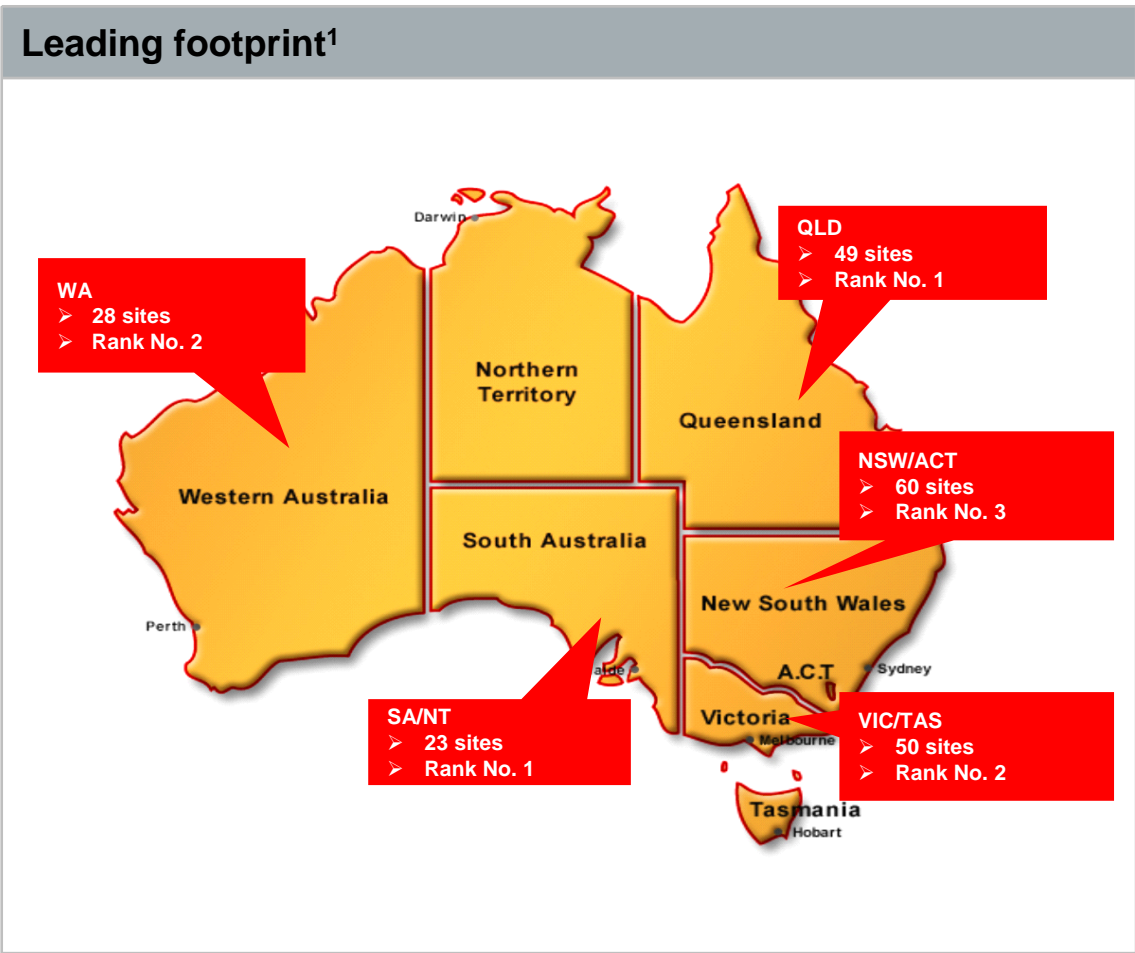 Leading footprint¹
Darwin
QLD
➢ 49 sites
➢ Rank No. 1
WA
➢ 28 sites
➢ Rank No. 2
Northern
Territory
Queensland
NSW/ACT
➢ 60 sites
➢ Rank No. 3
Western Australia
South Australia
New South Wales
Perth
A.C.T
Sydney
SA/NT
➢ 23 sites
➢ Rank No. 1
Victoria
Melbourne
VIC/TAS
➢ 50 sites
➢ Rank No. 2
Tasmania
Hobart